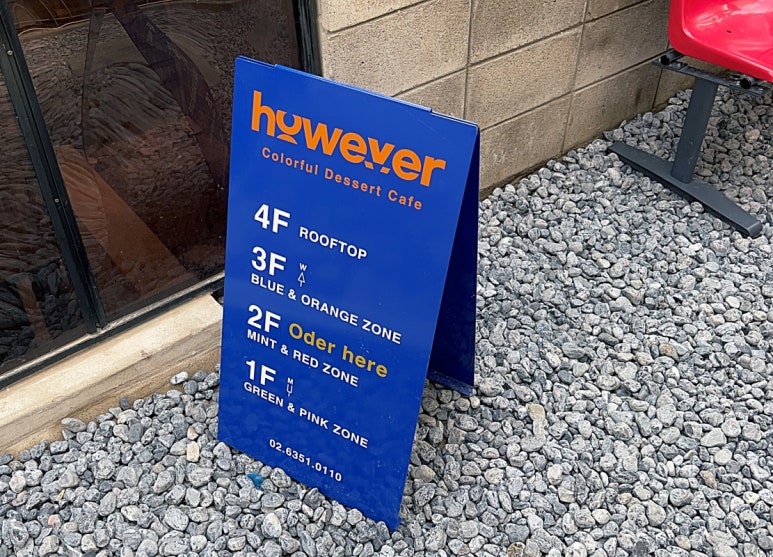 however
Colorful Dessert Cafe
4F ROOFTOP
3F
BLUE & ORANGE ZONE
2F Oder here
MINT & RED ZONE
1F
GREEN & PINK ZONE
02.6351.0110